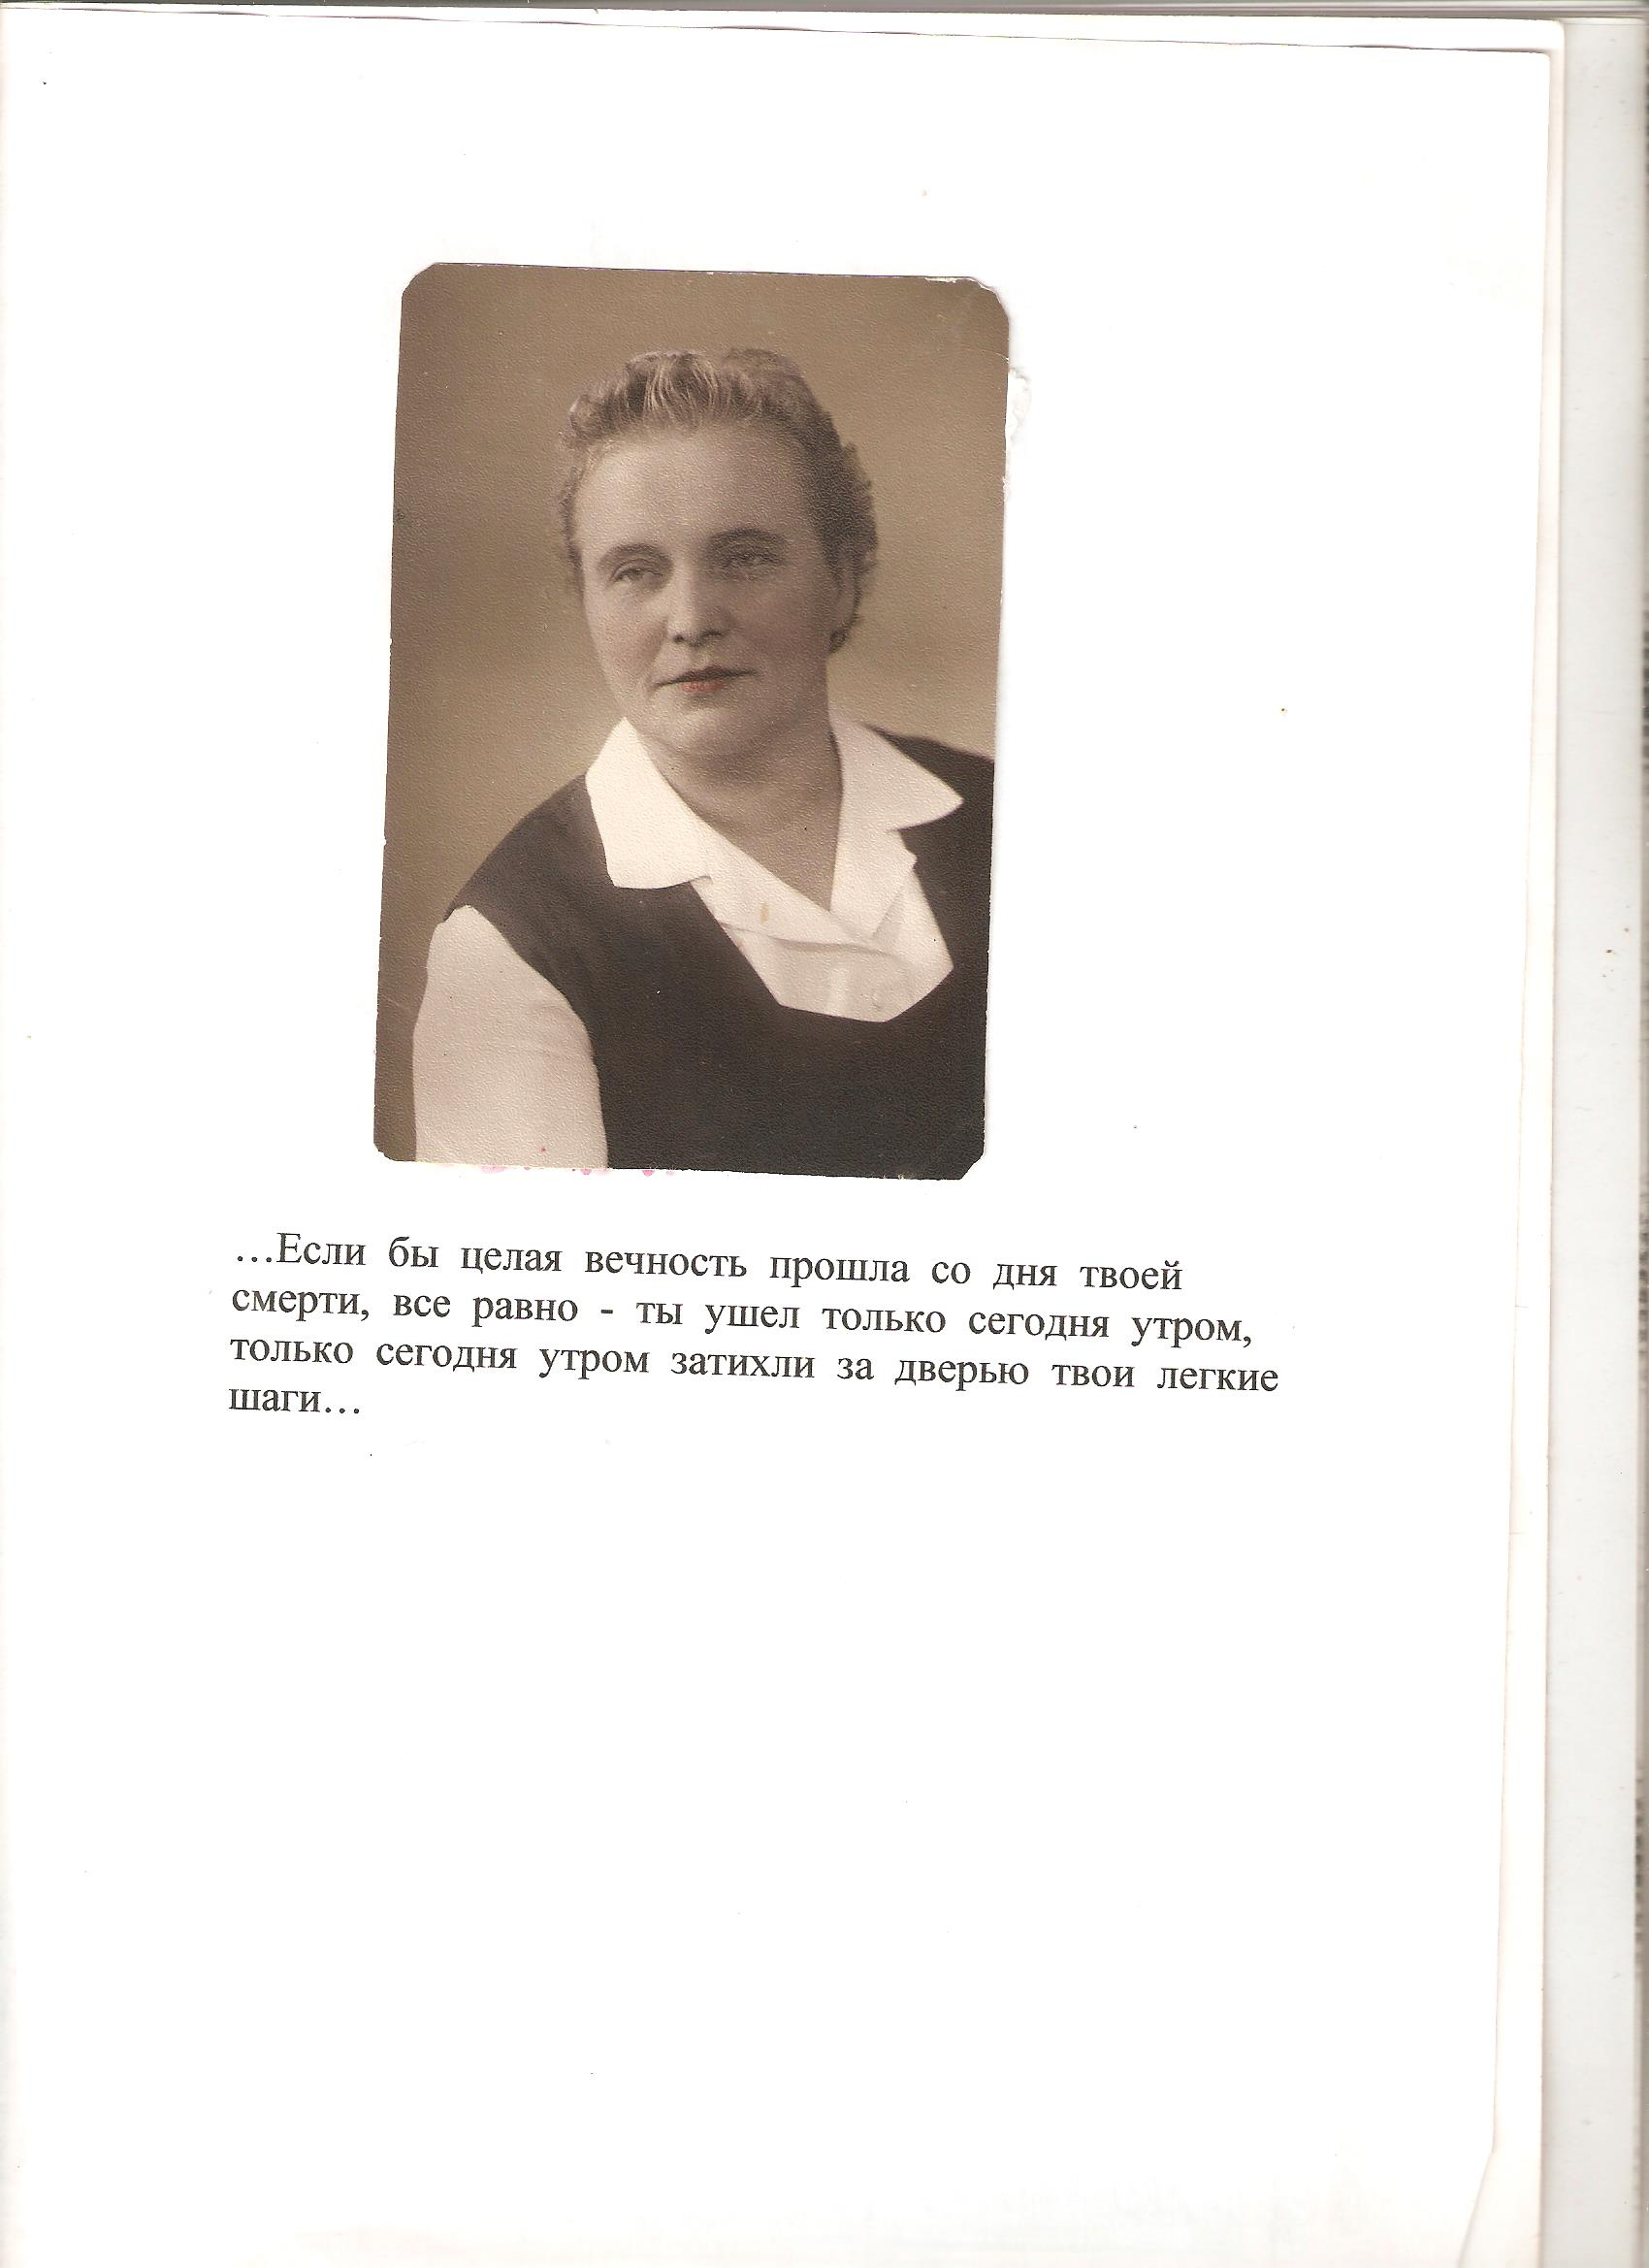 …Если бы целая вечность прошла со дня твоей
смерти, все равно - ты ушел только сегодня утром,
только сегодня утром затихли за дверью твои легкие
шаги…